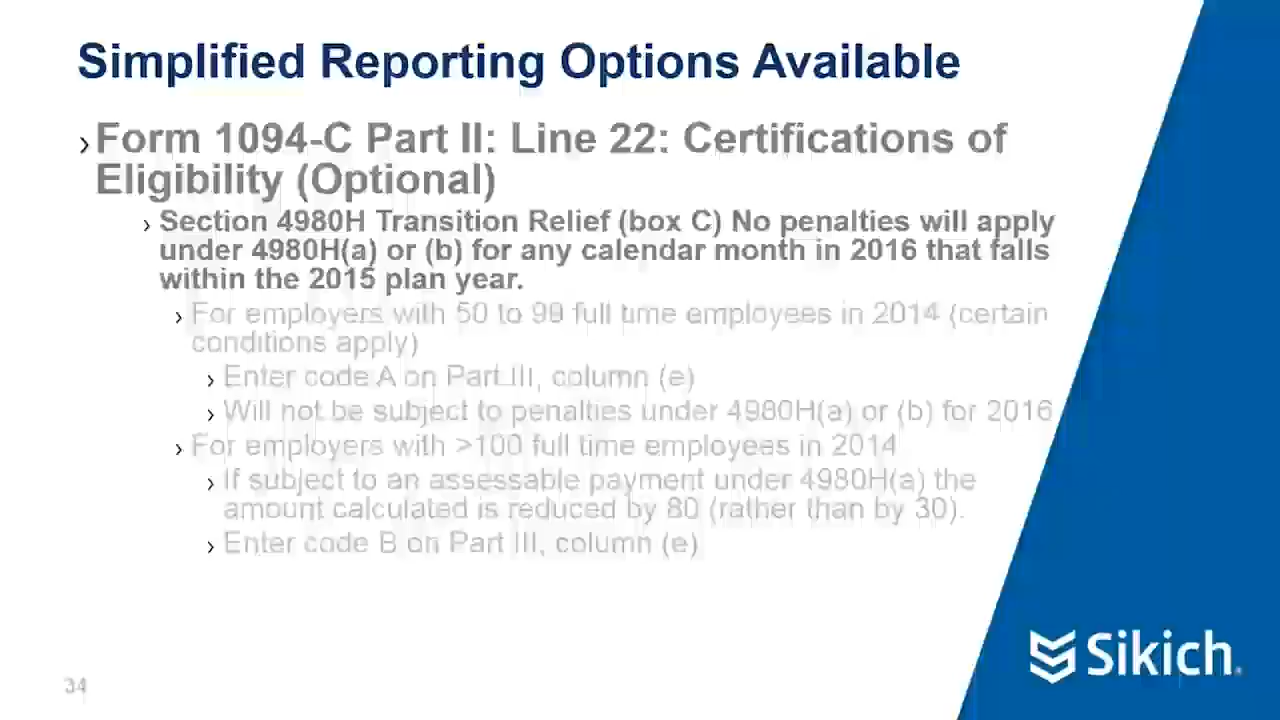 Simplified Reporting Options Available
› Form 1094-C Part II: Line 22: Certifications of
Eligibility (Optional)
› Section 4980H Transition Relief (box C) No penalties will apply
under 4980H(a) or (b) for any calendar month in 2016 that falls
within the 2015 plan year.
› For employers with 50 to 99 full time employees in 2014 (certain
conditions apply)
› Enter code A on Part III, column (e)
› Will not be subject to penalties under 4980H(a) or (b) for 2016
› For employers with >100 full time employees in 2014
› If subject to an assessable payment under 4980H(a) the
amount calculated is reduced by 80 (rather than by 30).
› Enter code B on Part III, column (e)
Sikich.
34